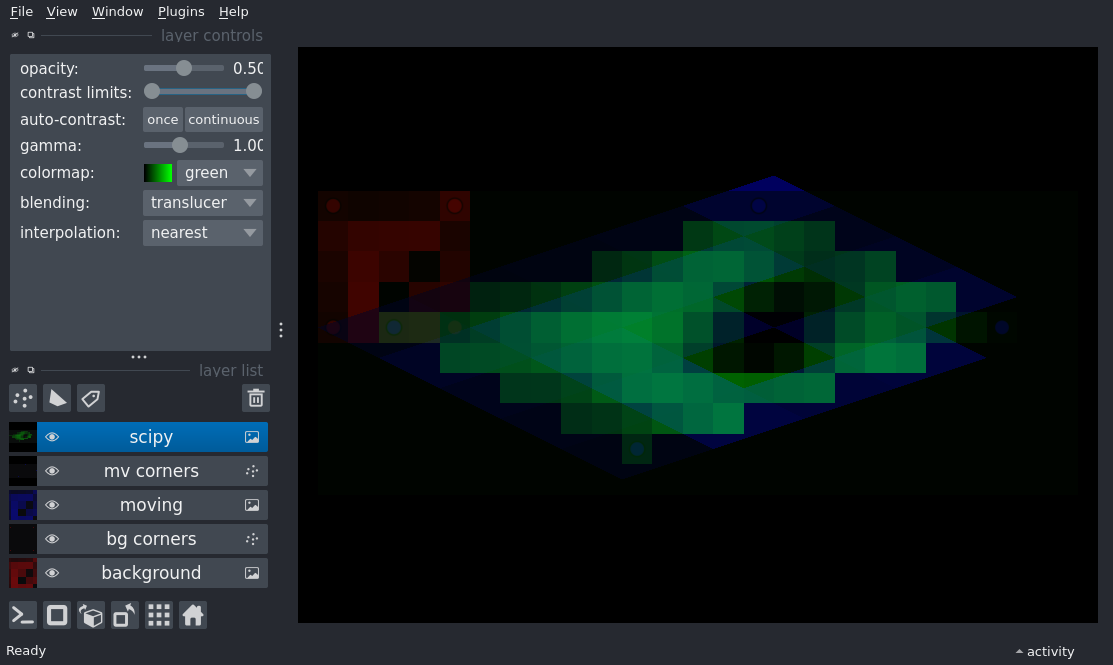 File View Window Plugins Help
layer controls
opacity: 0.50
contrast limits:
auto-contrast: once continuous
gamma: 1.00
colormap: green
blending: translucer
interpolation: nearest
layer list
scipy
mv corners
moving
bg corners
background
Ready
activity